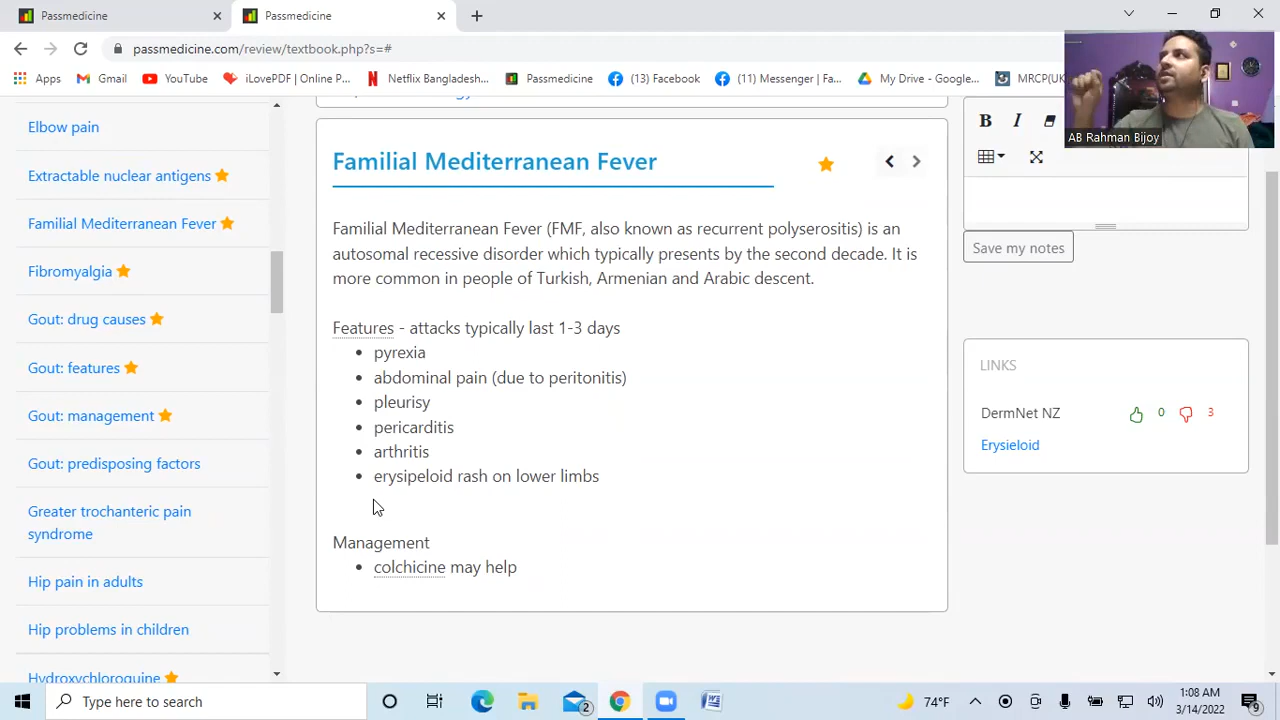 Passmedicine
Passmedicine
passmedicine.com/review/textbook.php?s=#
Apps
Gmail
YouTube
iLovePDF | Online P...
Netflix Bangladesh...
Passmedicine
(13) Facebook
(11) Messenger | Fa...
My Drive - Google...
MRCP(UK)
AB Rahman Bijoy
Elbow pain
Extractable nuclear antigens
Familial Mediterranean Fever
Fibromyalgia
Gout: drug causes
Gout: features
Gout: management
Gout: predisposing factors
Greater trochanteric pain
syndrome
Hip pain in adults
Hip problems in children
Hydroxychloroquine
Familial Mediterranean Fever
Familial Mediterranean Fever (FMF, also known as recurrent polyserositis) is an
autosomal recessive disorder which typically presents by the second decade. It is
more common in people of Turkish, Armenian and Arabic descent.
Features - attacks typically last 1-3 days
pyrexia
abdominal pain (due to peritonitis)
pleurisy
pericarditis
arthritis
erysipeloid rash on lower limbs
Management
colchicine may help
B I
Save my notes
LINKS
DermNet NZ 0 3
Erysieloid
Type here to search
2
74°F
1:08 AM
3/14/2022
9